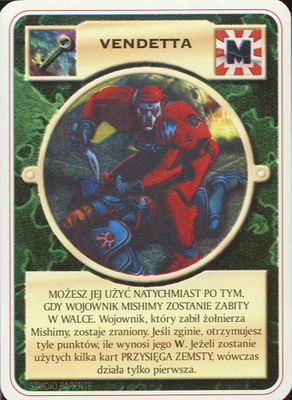 VENDETTA
M
MOŻESZ JEJ UŻYĆ NATYCHMIAST PO TYM,
GDY WOJOWNIK MISHIMY ZOSTANIE ZABITY
W WALCE. Wojownik, który zabił żołnierza
Mishimy, zostaje zraniony. Jeśli zginie, otrzymujesz
tyle punktów, ile wynosi jego W. Jeżeli zostanie
użytych kilka kart PRZYSIĘGA ZEMSTY, wówczas
działa tylko pierwsza.
STUDIO PARENTE